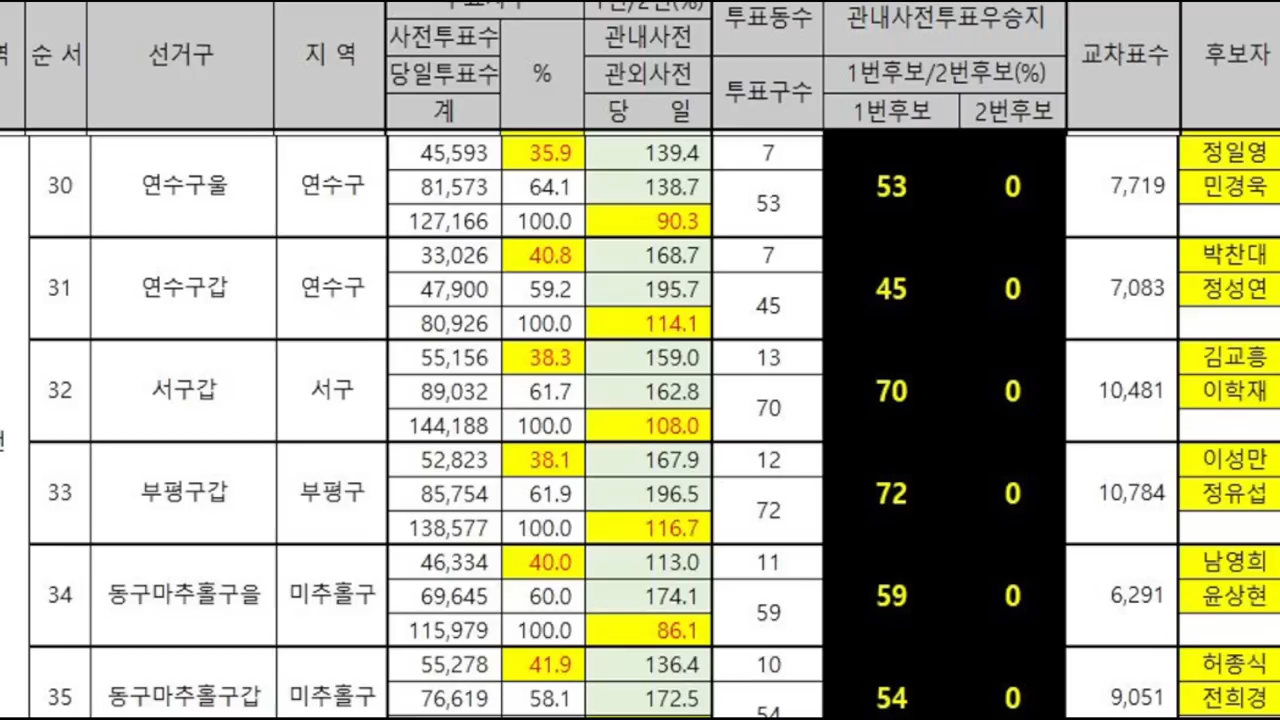 역 순 서 선거구 지 역 사전투표수 % 관내사전 투표동수 관내사전투표우승지 교차표수 후보자
당일투표수 관외사전 투표구수 1번후보/2번후보(%)
계 당 일 1번후보 2번후보
45,593 35.9 139.4 7 정일영
30 연수구울 연수구 81,573 64.1 138.7 53 53 0 7,719 민경욱
127,166 100.0 90.3
33,026 40.8 168.7 7 박찬대
31 연수구갑 연수구 47,900 59.2 195.7 45 45 0 7,083 정성연
80,926 100.0 114.1
55,156 38.3 159.0 13 김교흥
32 서구갑 서구 89,032 61.7 162.8 70 70 0 10,481 이학재
144,188 100.0 108.0
52,823 38.1 167.9 12 이성만
33 부평구갑 부평구 85,754 61.9 196.5 72 72 0 10,784 정유섭
138,577 100.0 116.7
46,334 40.0 113.0 11 남영희
34 동구마추홀구을 미추홀구 69,645 60.0 174.1 59 59 0 6,291 윤상현
115,979 100.0 86.1
55,278 41.9 136.4 10 허종식
35 동구마추홀구갑 미추홀구 76,619 58.1 172.5 54 54 0 9,051 전희경